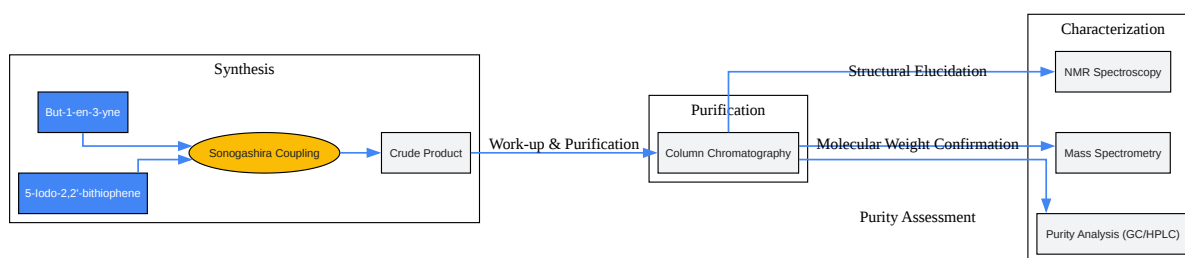 Synthesis
But-1-en-3-yne
5-Iodo-2,2'-bithiophene
Sonogashira Coupling
Crude Product
Work-up & Purification
Purification
Column Chromatography
Structural Elucidation
Molecular Weight Confirmation
Purity Assessment
Characterization
NMR Spectroscopy
Mass Spectrometry
Purity Analysis (GC/HPLC)